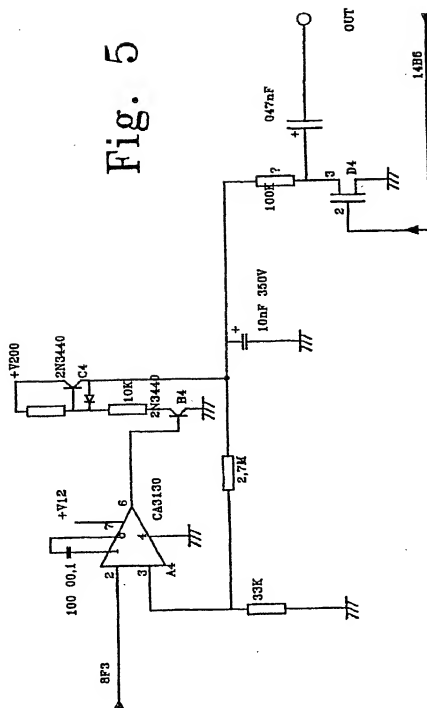 Fig. 5
OUT
047nF
+
14B6
100K ?
3
D4
2
+V200
2N3440
C4
10K
2N3440
B4
+
10nF 350V
+V12
7
6
CA3130
100 00,1
2
4
3
A4
2,7M
8F3
33K